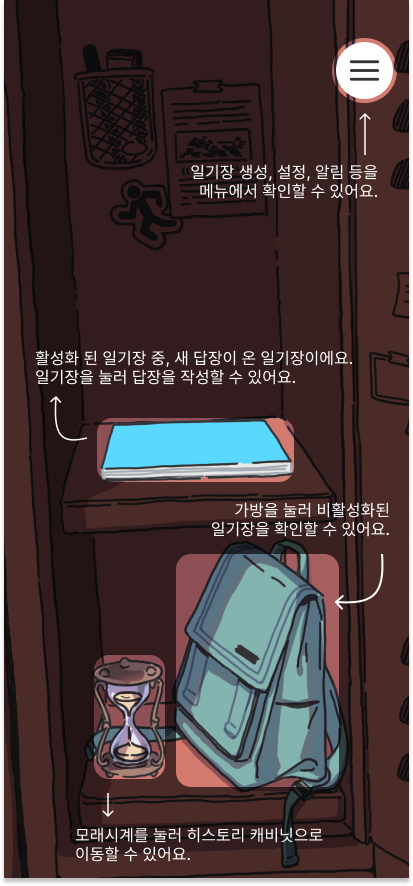 일기장 생성, 설정, 알림 등을
메뉴에서 확인할 수 있어요.
활성화 된 일기장 중, 새 답장이 온 일기장이에요.
일기장을 눌러 답장을 작성할 수 있어요.
가방을 눌러 비활성화된
일기장을 확인할 수 있어요.
모래시계를 눌러 히스토리 캐비닛으로
이동할 수 있어요.